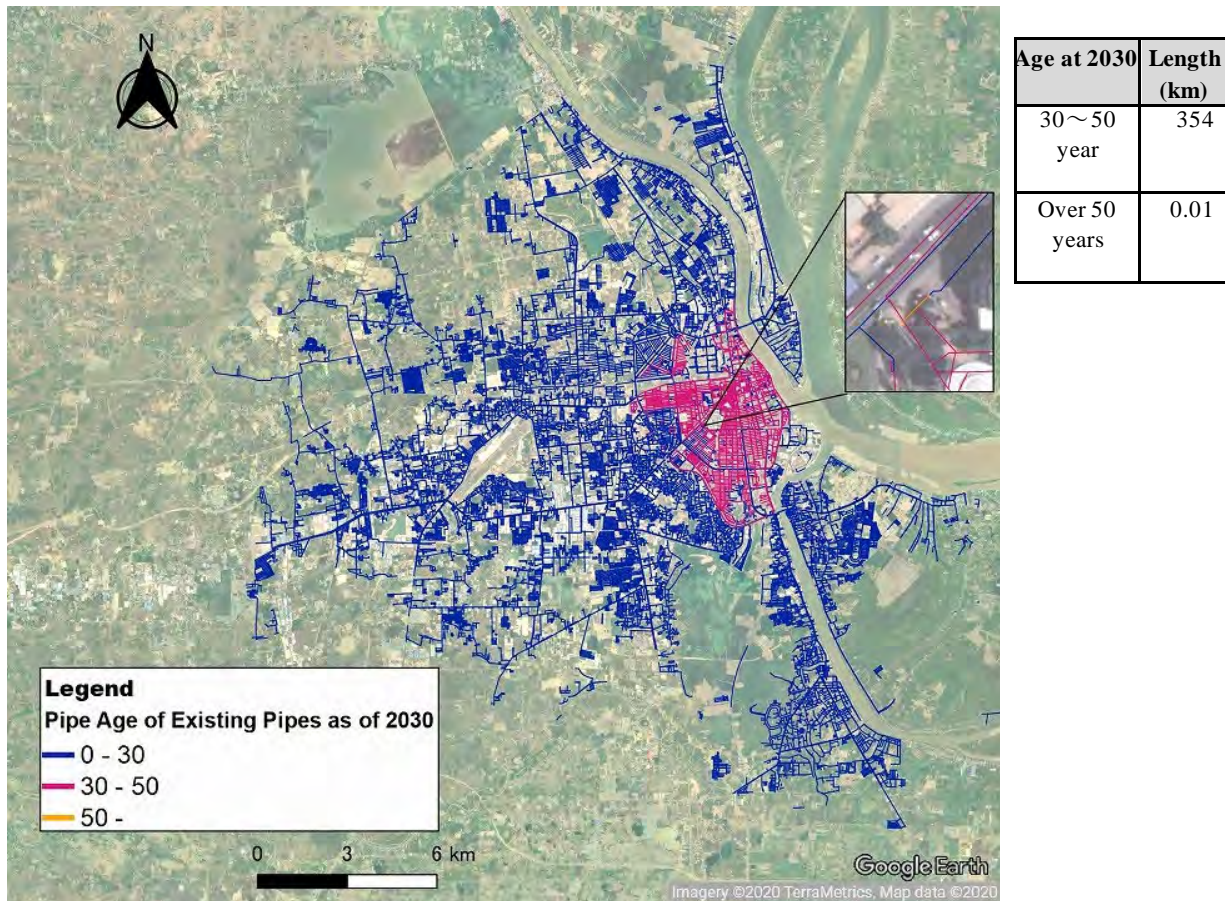 N
Age at 2030 Length
(km)
30～50
year
354
Over 50
years
0.01
Legend
Pipe Age of Existing Pipes as of 2030
0 - 30
30 - 50
50 -
0 3 6 km
Google Earth
Imagery ©2020 TerraMetrics, Map data ©2020